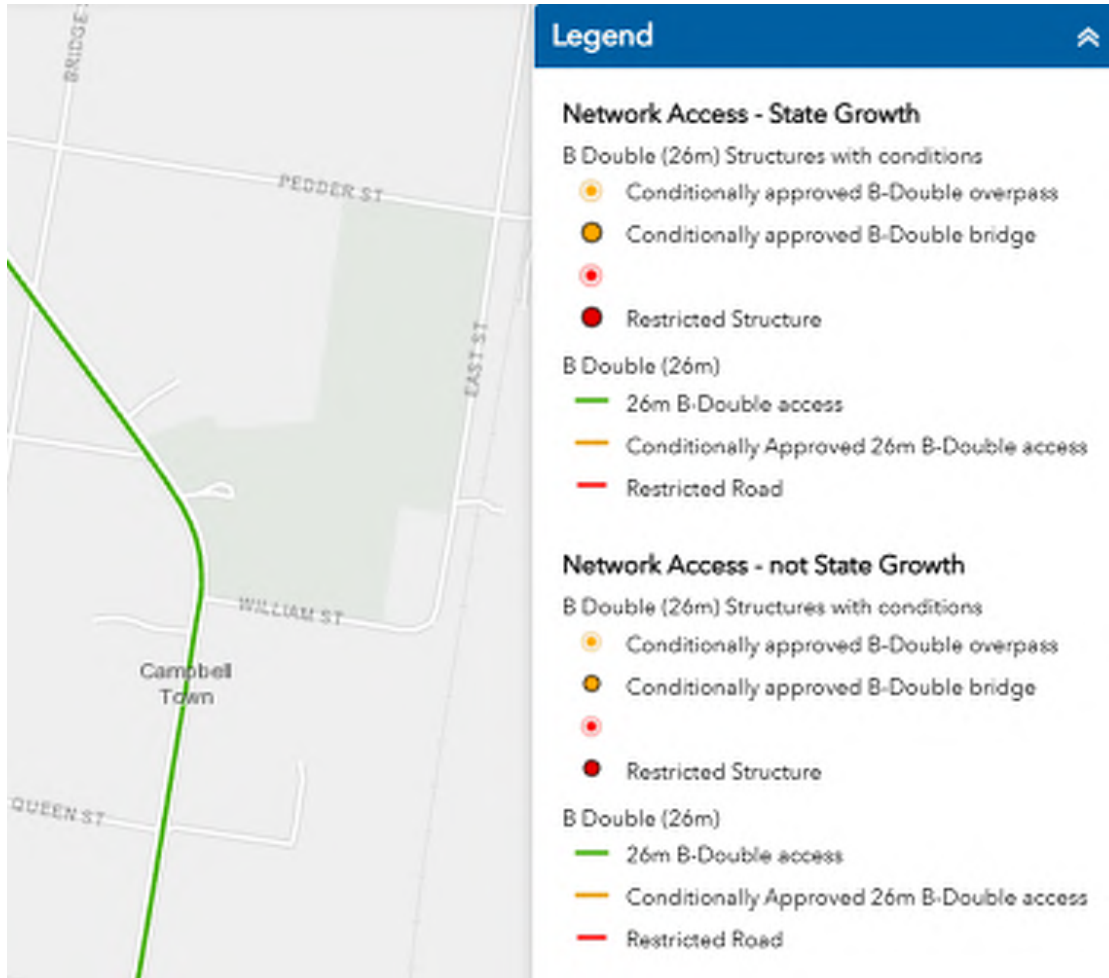 BRIDGE
PEDDER ST
EAST ST
WILLIAM ST
Campbell
Town
QUEEN ST
Legend
Network Access - State Growth
B Double (26m) Structures with conditions
Conditionally approved B-Double overpass
Conditionally approved B-Double bridge
Restricted Structure
B Double (26m)
26m B-Double access
Conditionally Approved 26m B-Double access
Restricted Road
Network Access - not State Growth
B Double (26m) Structures with conditions
Conditionally approved B-Double overpass
Conditionally approved B-Double bridge
Restricted Structure
B Double (26m)
26m B-Double access
Conditionally Approved 26m B-Double access
Restricted Road